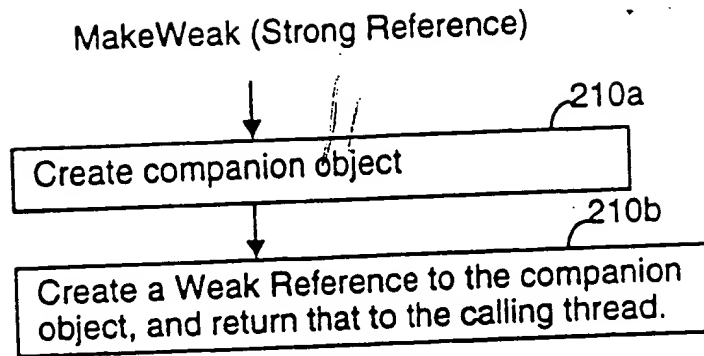 MakeWeak (Strong Reference)
210a
Create companion object
210b
Create a Weak Reference to the companion
object, and return that to the calling thread.